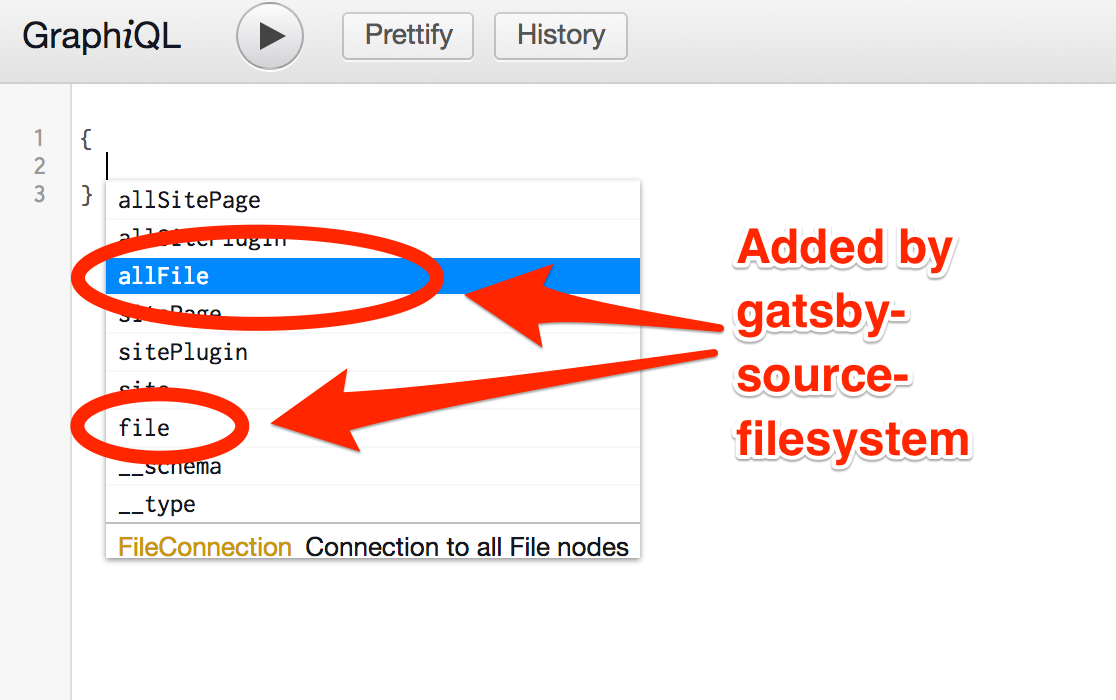 GraphiQL Prettify History
1 {
2
3 }
allSitePage
allSitePlugin
allFile
sitePage
sitePlugin
site
file
__schema
__type
FileConnection Connection to all File nodes
Added by
gatsby-
source-
filesystem